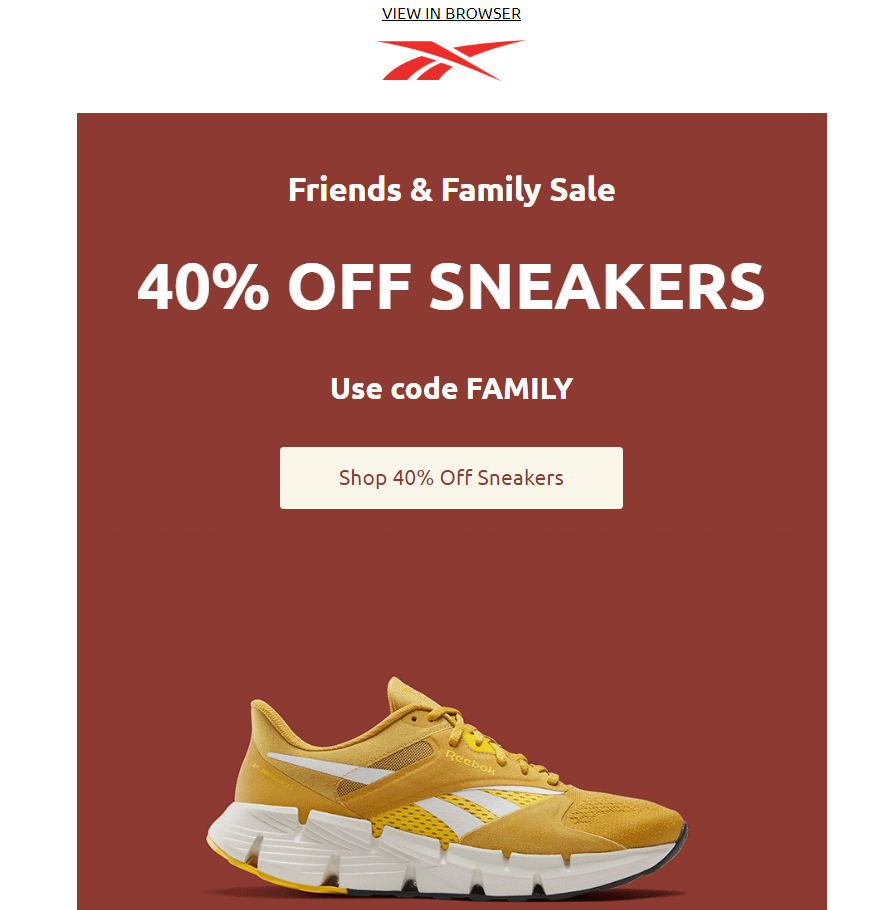 VIEW IN BROWSER
Friends & Family Sale
40% OFF SNEAKERS
Use code FAMILY
Shop 40% Off Sneakers
Reebok